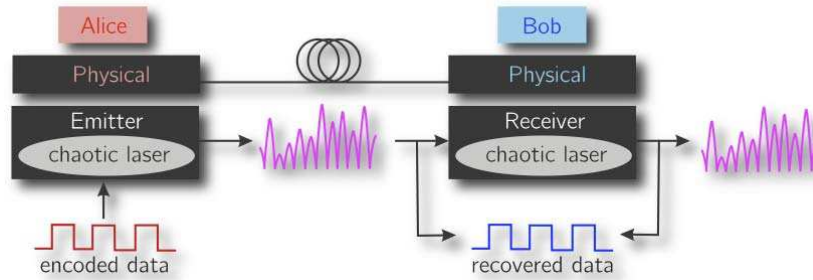 Alice
Bob
Physical
Physical
Emitter
chaotic laser
Receiver
chaotic laser
encoded data
recovered data